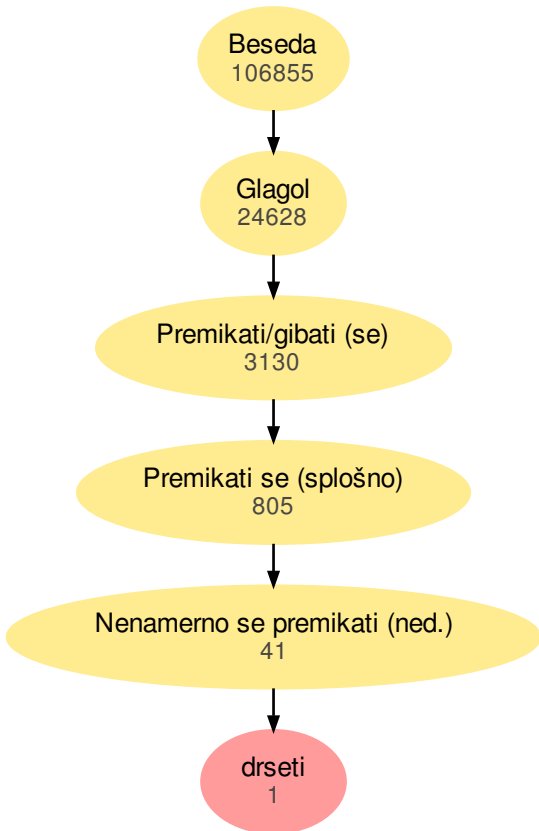 Beseda
106855
Glagol
24628
Premikati/gibati (se)
3130
Premikati se (splošno)
805
Nenamerno se premikati (ned.)
41
drseti
1